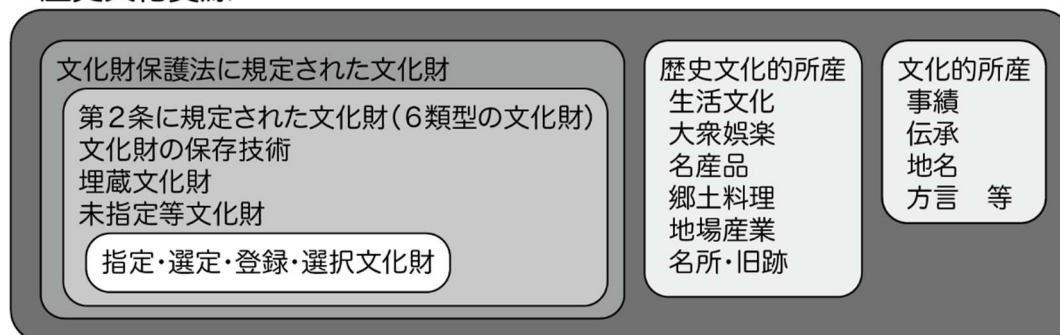 文化財保護法に規定された文化財
第2条に規定された文化財(6類型の文化財)
文化財の保存技術
埋蔵文化財
未指定等文化財
指定・選定・登録・選択文化財
歴史文化的所産
生活文化
大衆娯楽
名産品
郷土料理
地場産業
名所・旧跡
文化的所産
事績
伝承
地名
方言　等